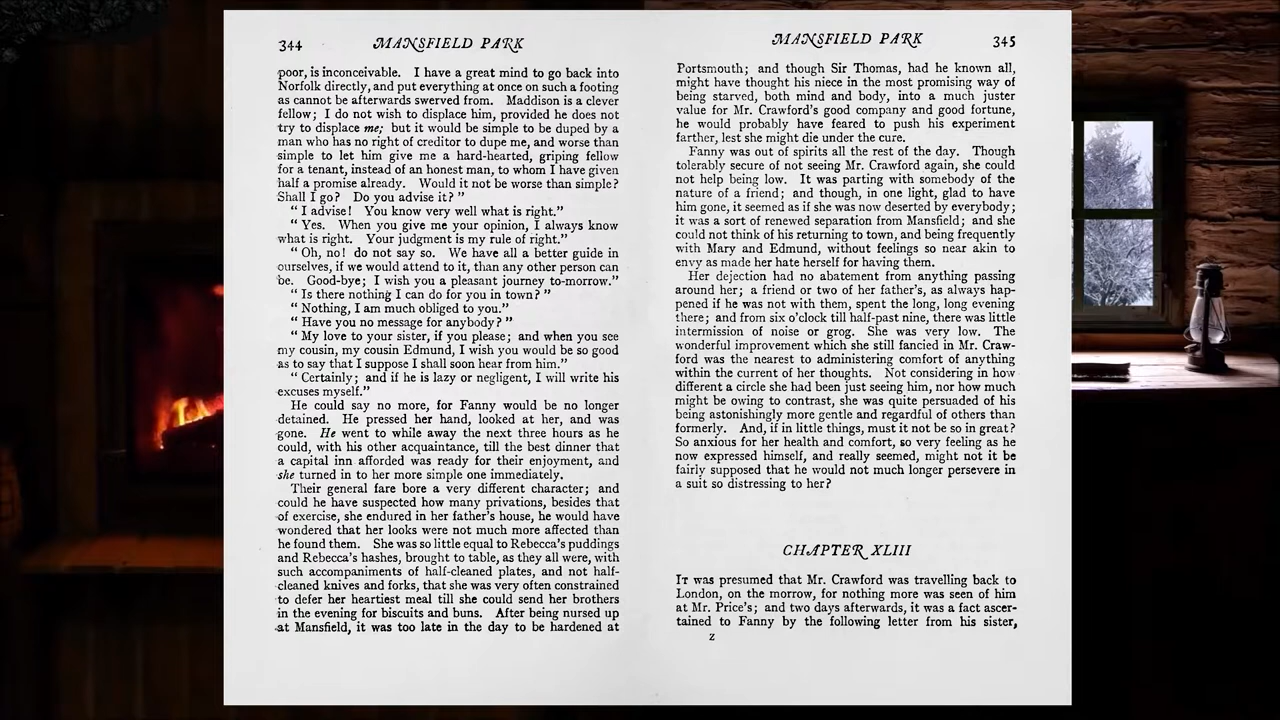 344
MANSFIELD PARK
poor, is inconceivable. I have a great mind to go back into
Norfolk directly, and put everything at once on such a footing
as cannot be afterwards swerved from. Maddison is a clever
fellow; I do not wish to displace him, provided he does not
try to displace me; but it would be simple to be duped by a
man who has no right of creditor to dupe me, and worse than
simple to let him give me a hard-hearted, griping fellow
for a tenant, instead of an honest man, to whom I have given
half a promise already. Would it not be worse than simple?
Shall I go? Do you advise it?"
"I advise! You know very well what is right."
"Yes. When you give me your opinion, I always know
what is right. Your judgment is my rule of right."
"Oh, no! do not say so. We have all a better guide in
ourselves, if we would attend to it, than any other person can
be. Good-bye; I wish you a pleasant journey to-morrow."
"Is there nothing I can do for you in town?"
"Nothing, I am much obliged to you."
"Have you no message for anybody?"
"My love to your sister, if you please; and when you see
my cousin, my cousin Edmund, I wish you would be so good
as to say that I suppose I shall soon hear from him."
"Certainly; and if he is lazy or negligent, I will write his
excuses myself."
He could say no more, for Fanny would be no longer
detained. He pressed her hand, looked at her, and was
gone. He went to while away the next three hours as he
could, with his other acquaintance, till the best dinner that
a capital inn afforded was ready for their enjoyment, and
she turned in to her more simple one immediately.
Their general fare bore a very different character; and
could he have suspected how many privations, besides that
of exercise, she endured in her father's house, he would have
wondered that her looks were not much more affected than
he found them. She was so little equal to Rebecca's puddings
and Rebecca's hashes, brought to table, as they all were, with
such accompaniments of half-cleaned plates, and not half-
cleaned knives and forks, that she was very often constrained
to defer her heartiest meal till she could send her brothers
in the evening for biscuits and buns. After being nursed up
at Mansfield, it was too late in the day to be hardened at
MANSFIELD PARK
345
Portsmouth; and though Sir Thomas, had he known all,
might have thought his niece in the most promising way of
being starved, both mind and body, into a much juster
value for Mr. Crawford's good company and good fortune,
he would probably have feared to push his experiment
farther, lest she might die under the cure.
Fanny was out of spirits all the rest of the day. Though
tolerably secure of not seeing Mr. Crawford again, she could
not help being low. It was parting with somebody of the
nature of a friend; and though, in one light, glad to have
him gone, it seemed as if she was now deserted by everybody;
it was a sort of renewed separation from Mansfield; and she
could not think of his returning to town, and being frequently
with Mary and Edmund, without feelings so near akin to
envy as made her hate herself for having them.
Her dejection had no abatement from anything passing
around her; a friend or two of her father's, as always hap-
pened if he was not with them, spent the long, long evening
there; and from six o'clock till half-past nine, there was little
intermission of noise or grog. She was very low. The
wonderful improvement which she still fancied in Mr. Craw-
ford was the nearest to administering comfort of anything
within the current of her thoughts. Not considering in how
different a circle she had been just seeing him, nor how much
might be owing to contrast, she was quite persuaded of his
being astonishingly more gentle and regardful of others than
formerly. And, if in little things, must it not be so in great?
So anxious for her health and comfort, so very feeling as he
now expressed himself, and really seemed, might not it be
fairly supposed that he would not much longer persevere in
a suit so distressing to her?
CHAPTER XLIII
IT was presumed that Mr. Crawford was travelling back to
London, on the morrow, for nothing more was seen of him
at Mr. Price's; and two days afterwards, it was a fact ascer-
tained to Fanny by the following letter from his sister,
z